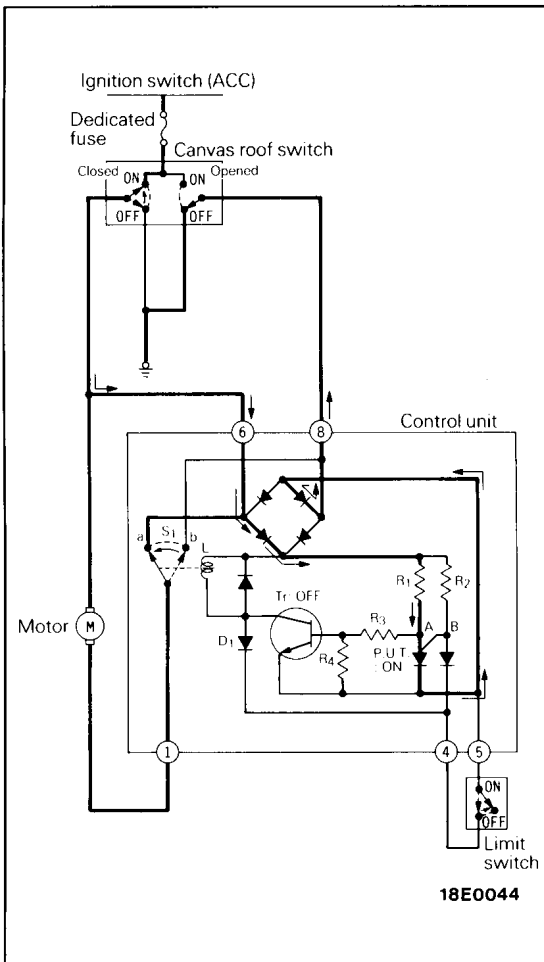 Ignition switch (ACC)
Dedicated
fuse
Canvas roof switch
Closed ON ON Opened
OFF OFF
6 8 Control unit
a S1 b
L
R1 R2
Tr: OFF
R3 A B
D1 R4 P.U.T.
: ON
Motor M
1 4 5
ON
OFF
Limit
switch
18E0044